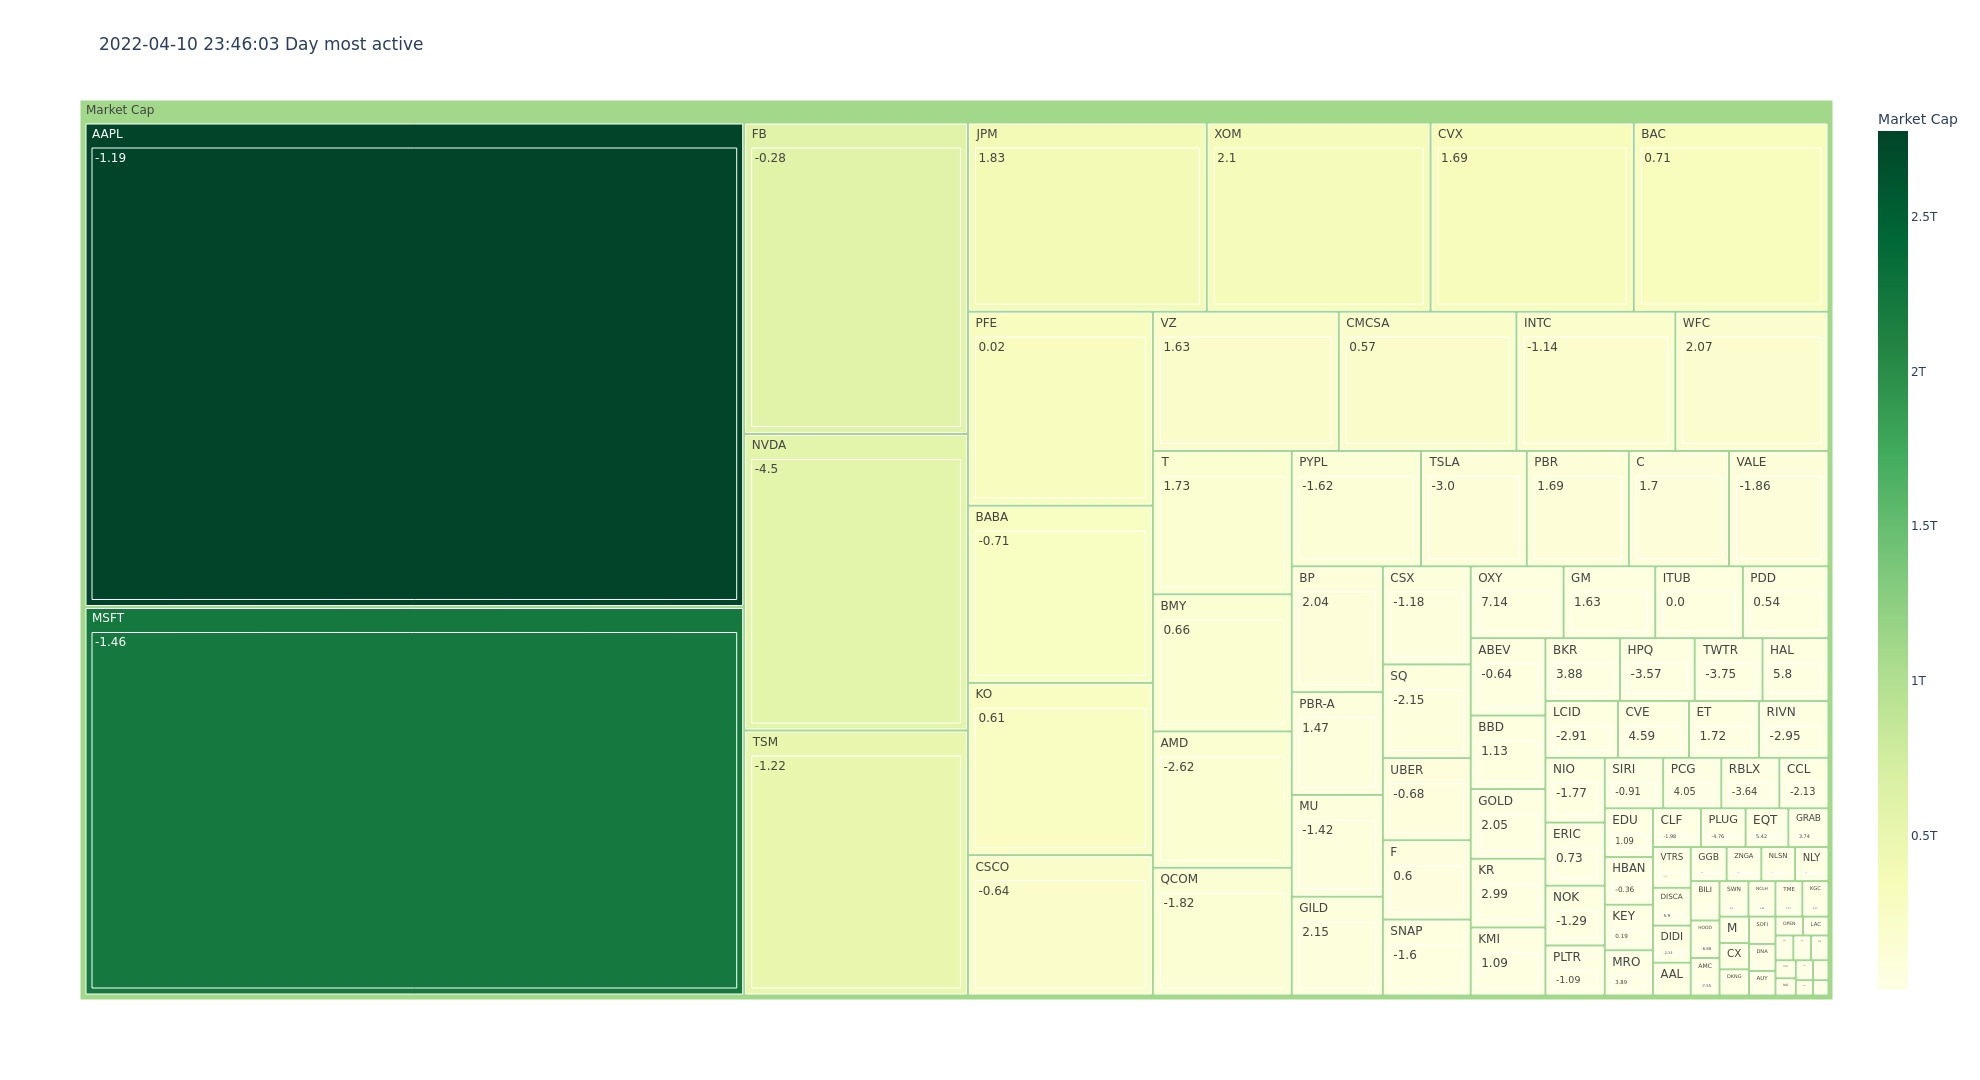 2022-04-10 23:46:03 Day most active
Market Cap
AAPL
-1.19
MSFT
-1.46
FB
-0.28
NVDA
-4.5
TSM
-1.22
JPM
1.83
XOM
2.1
CVX
1.69
BAC
0.71
PFE
0.02
BABA
-0.71
KO
0.61
CSCO
-0.64
VZ
1.63
CMCSA
0.57
INTC
-1.14
WFC
2.07
T
1.73
BMY
0.66
AMD
-2.62
QCOM
-1.82
PYPL
-1.62
TSLA
-3.0
PBR
1.69
C
1.7
VALE
-1.86
BP
2.04
PBR-A
1.47
MU
-1.42
GILD
2.15
CSX
-1.18
SQ
-2.15
UBER
-0.68
F
0.6
SNAP
-1.6
OXY
7.14
GM
1.63
ITUB
0.0
PDD
0.54
ABEV
-0.64
BBD
1.13
GOLD
2.05
KR
2.99
KMI
1.09
BKR
3.88
HPQ
-3.57
TWTR
-3.75
HAL
5.8
LCID
-2.91
CVE
4.59
ET
1.72
RIVN
-2.95
NIO
-1.77
ERIC
0.73
NOK
-1.29
PLTR
-1.09
SIRI
-0.91
PCG
4.05
RBLX
-3.64
CCL
-2.13
EDU
1.09
HBAN
-0.36
KEY
0.19
MRO
3.89
CLF
-1.98
PLUG
-4.76
EQT
5.42
GRAB
3.74
VTRS
DISCA
DIDI
AAL
GGB
ZNGA
NLSN
NLY
BILI
HOOD
AMC
SWN
NCLH
TME
KGC
M
CX
DKNG
SOFI
DNA
AUY
OPEN
LAC
Market Cap
2.5T
2T
1.5T
1T
0.5T